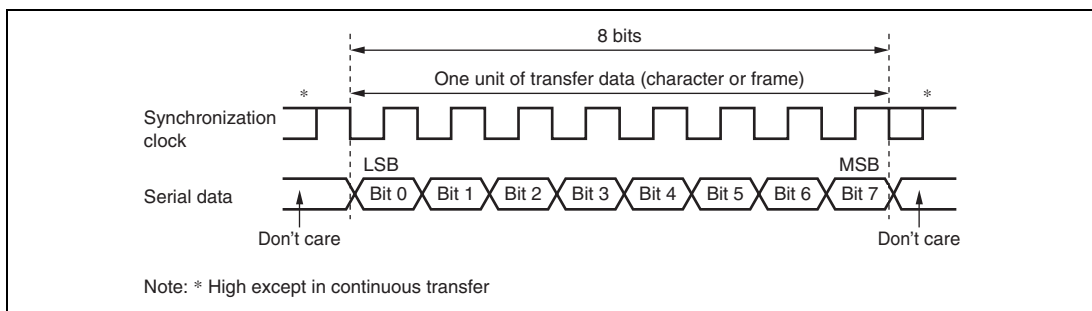 8 bits
One unit of transfer data (character or frame)
* *
Synchronization
clock
LSB MSB
Serial data Bit 0 Bit 1 Bit 2 Bit 3 Bit 4 Bit 5 Bit 6 Bit 7
Don't care Don't care
Note: * High except in continuous transfer